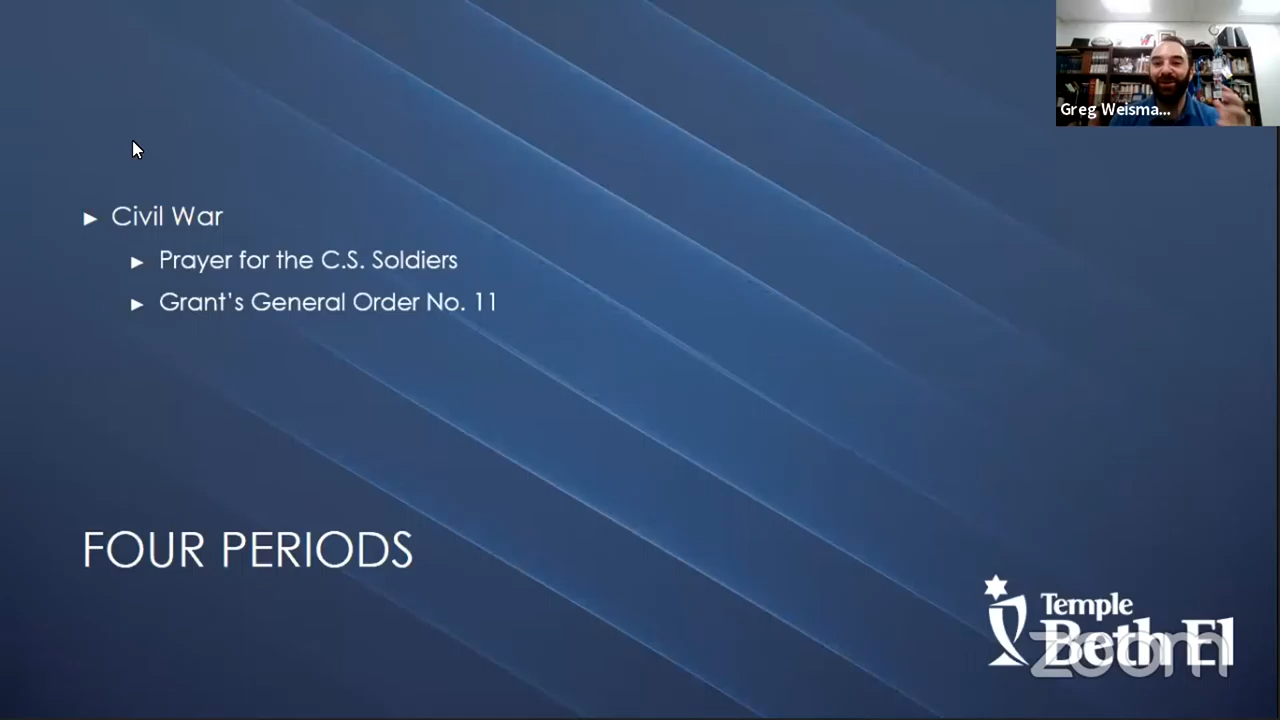 Greg Weisma...
► Civil War
► Prayer for the C.S. Soldiers
► Grant's General Order No. 11
FOUR PERIODS
Temple
Beth El
zoom